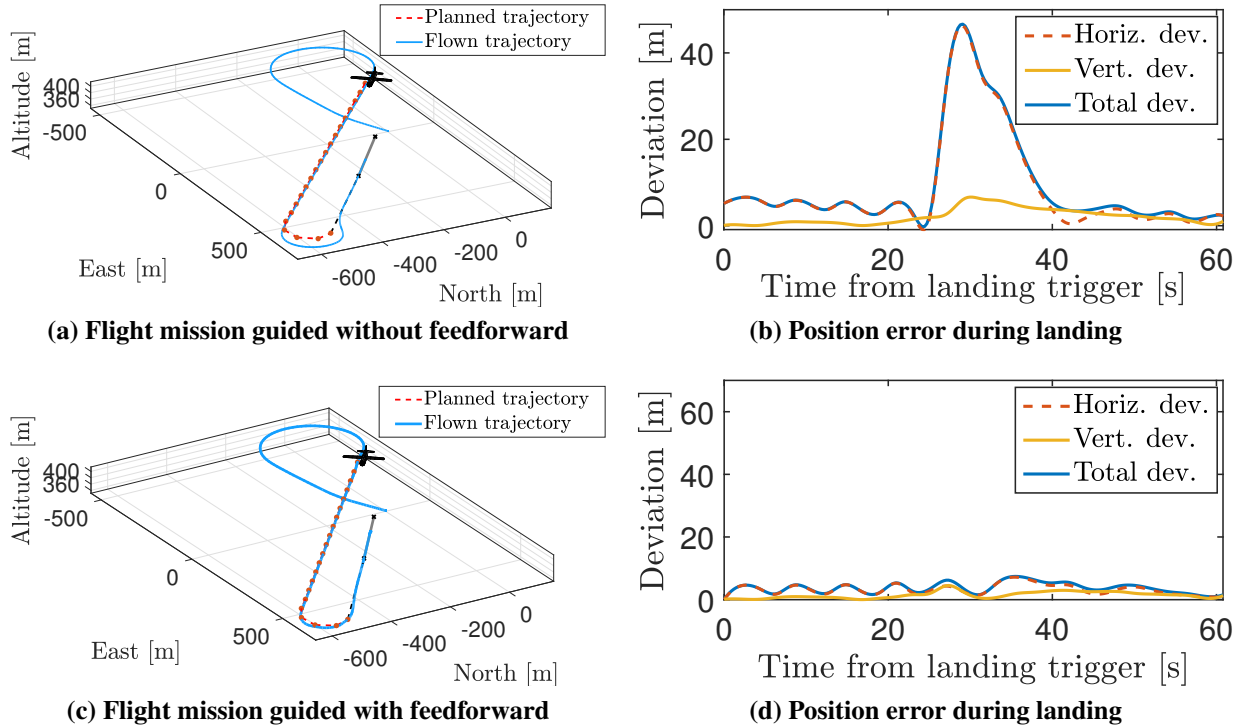 Planned trajectory
Flown trajectory
Altitude [m]
400
360
-500
0
500
East [m]
-600
-400
-200
0
North [m]
(a) Flight mission guided without feedforward
Horiz. dev.
Vert. dev.
Total dev.
Deviation [m]
40
20
0
0
20
40
60
Time from landing trigger [s]
(b) Position error during landing
Planned trajectory
Flown trajectory
Altitude [m]
400
360
-500
0
500
East [m]
-600
-400
-200
0
North [m]
(c) Flight mission guided with feedforward
Horiz. dev.
Vert. dev.
Total dev.
Deviation [m]
60
40
20
0
0
20
40
60
Time from landing trigger [s]
(d) Position error during landing